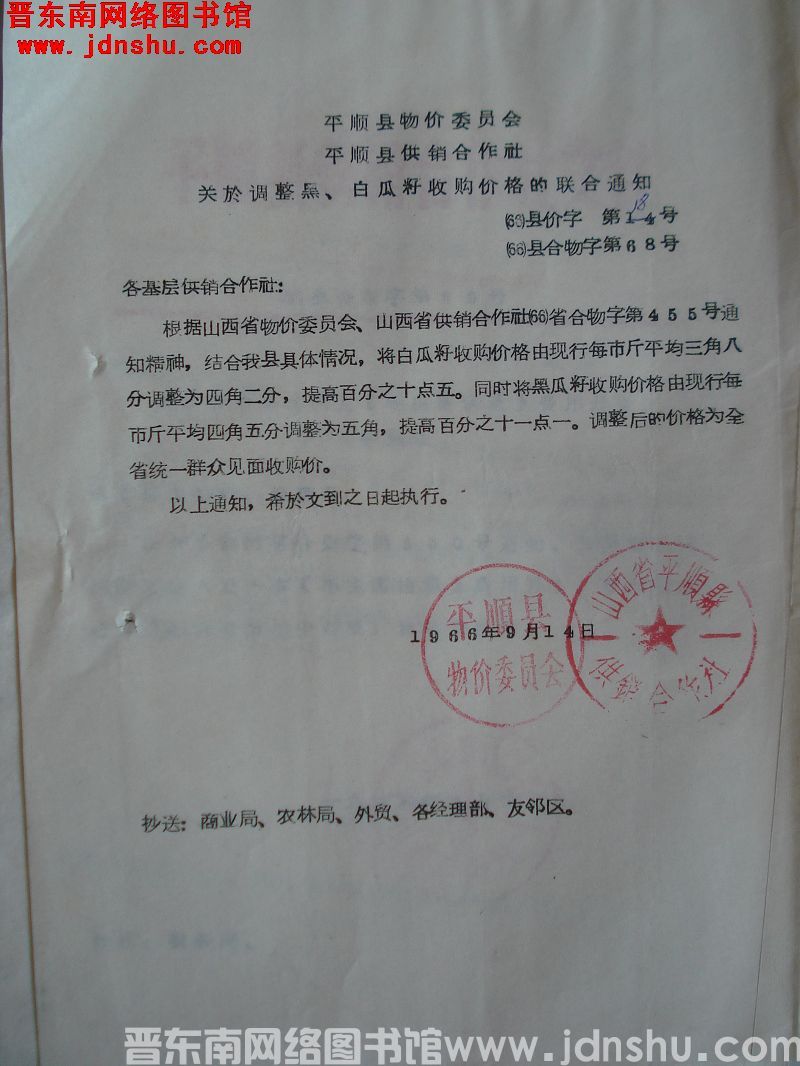 晋东南网络图书馆
www.jdnshu.com
平顺县物价委员会
平顺县供销合作社
关於调整黑、白瓜籽收购价格的联合通知
18
(66)县价字 第14号
(66)县合物字第68号
各基层供销合作社：
根据山西省物价委员会、山西省供销合作社(66)省合物字第455号通
知精神，结合我县具体情况，将白瓜籽收购价格由现行每市斤平均三角八
分调整为四角二分，提高百分之十点五。同时将黑瓜籽收购价格由现行每
市斤平均四角五分调整为五角，提高百分之十一点一。调整后的价格为全
省统一群众见面收购价。
以上通知，希於文到之日起执行。
1966年9月14日
平顺县
物价委员会
山西省平顺縣
供銷合作社
抄送：商业局、农林局、外贸、各经理部、友邻区。
晋东南网络图书馆www.jdnshu.com